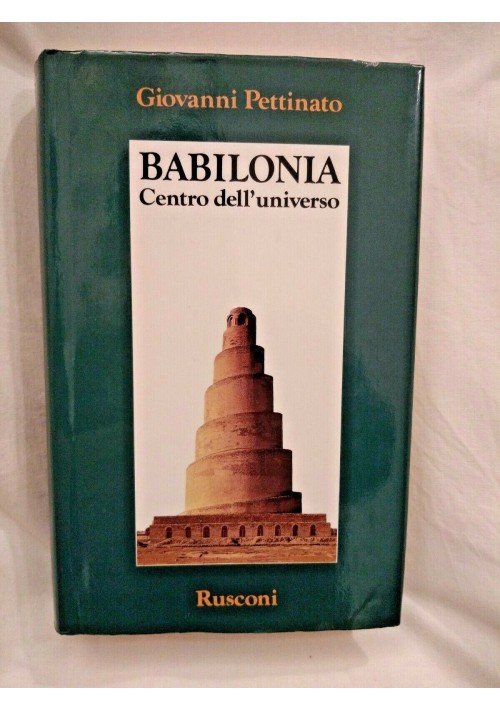 Giovanni Pettinato
BABILONIA
Centro dell'universo
Rusconi